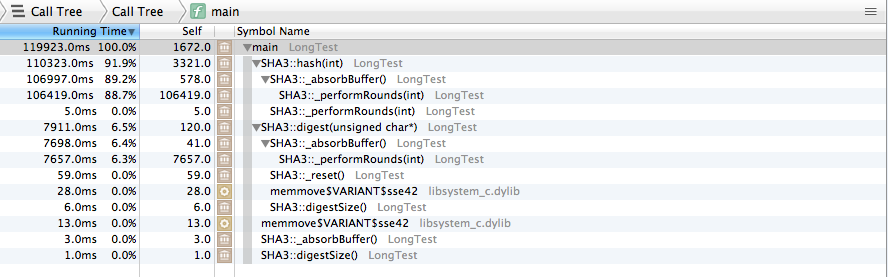 Call Tree Call Tree f main
Running Time Self Symbol Name
119923.0ms 100.0% 1672.0 main LongTest
110323.0ms 91.9% 3321.0 SHA3::hash(int) LongTest
106997.0ms 89.2% 578.0 SHA3::_absorbBuffer() LongTest
106419.0ms 88.7% 106419.0 SHA3::_performRounds(int) LongTest
5.0ms 0.0% 5.0 SHA3::_performRounds(int) LongTest
7911.0ms 6.5% 120.0 SHA3::digest(unsigned char*) LongTest
7698.0ms 6.4% 41.0 SHA3::_absorbBuffer() LongTest
7657.0ms 6.3% 7657.0 SHA3::_performRounds(int) LongTest
59.0ms 0.0% 59.0 SHA3::_reset() LongTest
28.0ms 0.0% 28.0 memmove$VARIANT$sse42 libsystem_c.dylib
6.0ms 0.0% 6.0 SHA3::digestSize() LongTest
13.0ms 0.0% 13.0 memmove$VARIANT$sse42 libsystem_c.dylib
3.0ms 0.0% 3.0 SHA3::_absorbBuffer() LongTest
1.0ms 0.0% 1.0 SHA3::digestSize() LongTest